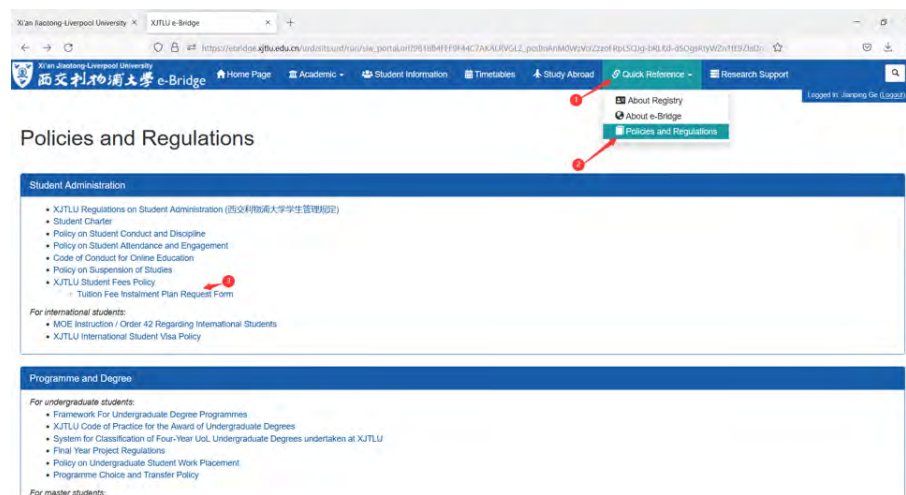 Xi'an Jiaotong-Liverpool University
XJTLU e-Bridge
Xi'an Jiaotong-Liverpool University
西交利物浦大學 e-Bridge
Home Page
Academic
Student Information
Timetables
Study Abroad
Quick Reference
Research Support
Logged in: Jianping Ge (Logout)
1
About Registry
About e-Bridge
Policies and Regulations
2
Policies and Regulations
Student Administration
XJTLU Regulations on Student Administration (西交利物浦大学学生管理规定)
Student Charter
Policy on Student Conduct and Discipline
Policy on Student Attendance and Engagement
Code of Conduct for Online Education
Policy on Suspension of Studies
XJTLU Student Fees Policy
3
Tuition Fee Instalment Plan Request Form
For international students:
MOE Instruction / Order 42 Regarding International Students
XJTLU International Student Visa Policy
Programme and Degree
For undergraduate students:
Framework For Undergraduate Degree Programmes
XJTLU Code of Practice for the Award of Undergraduate Degrees
System for Classification of Four-Year UoL Undergraduate Degrees undertaken at XJTLU
Final Year Project Regulations
Policy on Undergraduate Student Work Placement
Programme Choice and Transfer Policy
For master students: